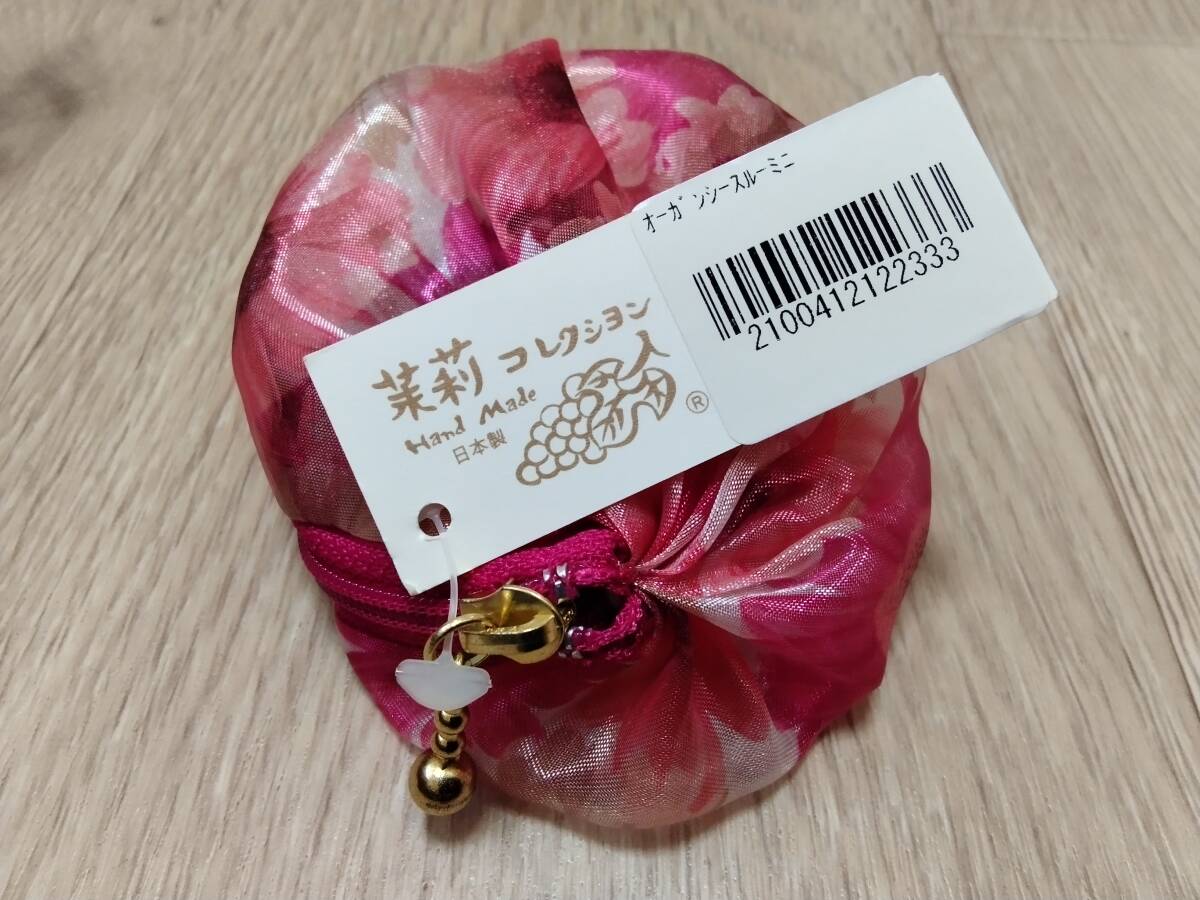 茉莉 コレクション
Hand Made
日本製
®
オーガンシースルーミニ
2100412122333